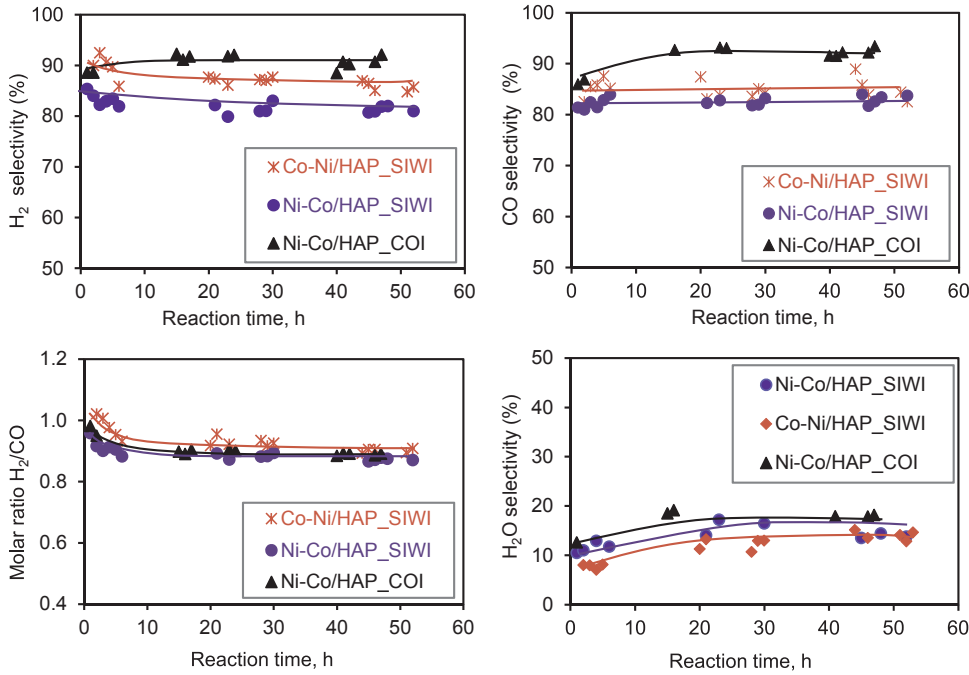 H2 selectivity (%)
100
90
80
70
60
50
0 10 20 30 40 50 60
Reaction time, h
Co-Ni/HAP_SIWI
Ni-Co/HAP_SIWI
Ni-Co/HAP_COI
CO selectivity (%)
100
90
80
70
60
50
0 10 20 30 40 50 60
Reaction time, h
Co-Ni/HAP_SIWI
Ni-Co/HAP_SIWI
Ni-Co/HAP_COI
Molar ratio H2/CO
1.2
1.0
0.8
0.6
0.4
0 10 20 30 40 50 60
Reaction time, h
Co-Ni/HAP_SIWI
Ni-Co/HAP_SIWI
Ni-Co/HAP_COI
H2O selectivity (%)
50
40
30
20
10
0
0 10 20 30 40 50 60
Reaction time, h
Ni-Co/HAP_SIWI
Co-Ni/HAP_SIWI
Ni-Co/HAP_COI